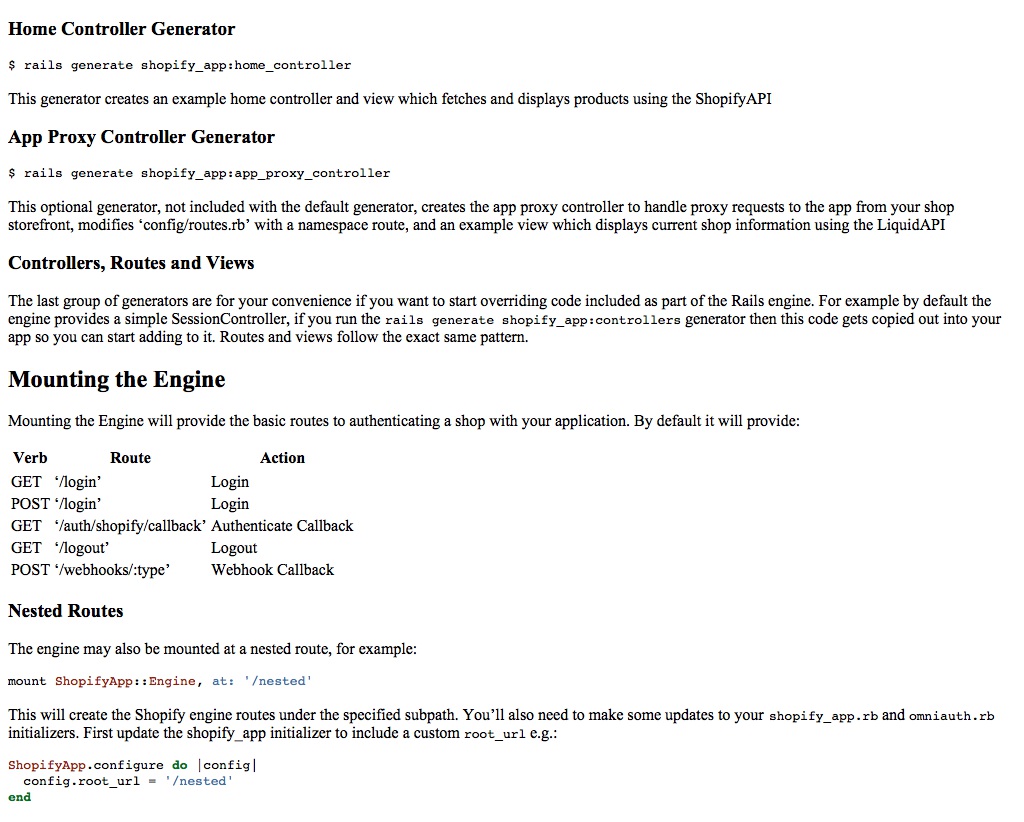 Home Controller Generator
$ rails generate shopify_app:home_controller
This generator creates an example home controller and view which fetches and displays products using the ShopifyAPI
App Proxy Controller Generator
$ rails generate shopify_app:app_proxy_controller
This optional generator, not included with the default generator, creates the app proxy controller to handle proxy requests to the app from your shop
storefront, modifies ‘config/routes.rb’ with a namespace route, and an example view which displays current shop information using the LiquidAPI
Controllers, Routes and Views
The last group of generators are for your convenience if you want to start overriding code included as part of the Rails engine. For example by default the
engine provides a simple SessionController, if you run the rails generate shopify_app:controllers generator then this code gets copied out into your
app so you can start adding to it. Routes and views follow the exact same pattern.
Mounting the Engine
Mounting the Engine will provide the basic routes to authenticating a shop with your application. By default it will provide:
Verb Route Action
GET ‘/login’ Login
POST ‘/login’ Login
GET ‘/auth/shopify/callback’ Authenticate Callback
GET ‘/logout’ Logout
POST ‘/webhooks/:type’ Webhook Callback
Nested Routes
The engine may also be mounted at a nested route, for example:
mount ShopifyApp::Engine, at: '/nested'
This will create the Shopify engine routes under the specified subpath. You’ll also need to make some updates to your shopify_app.rb and omniauth.rb
initializers. First update the shopify_app initializer to include a custom root_url e.g.:
ShopifyApp.configure do |config|
  config.root_url = '/nested'
end